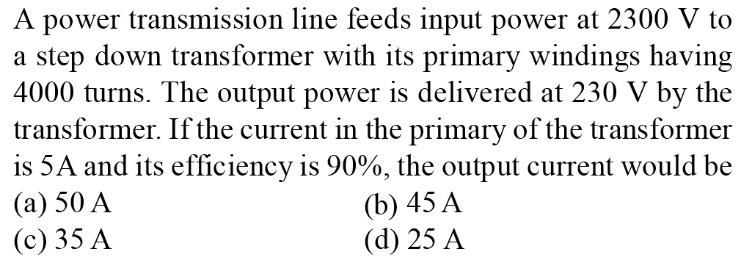 A power transmission line feeds input power at 2300 V to
a step down transformer with its primary windings having
4000 turns. The output power is delivered at 230 V by the
transformer. If the current in the primary of the transformer
is 5A and its efficiency is 90%, the output current would be
(a) 50 A (b) 45 A
(c) 35 A (d) 25 A